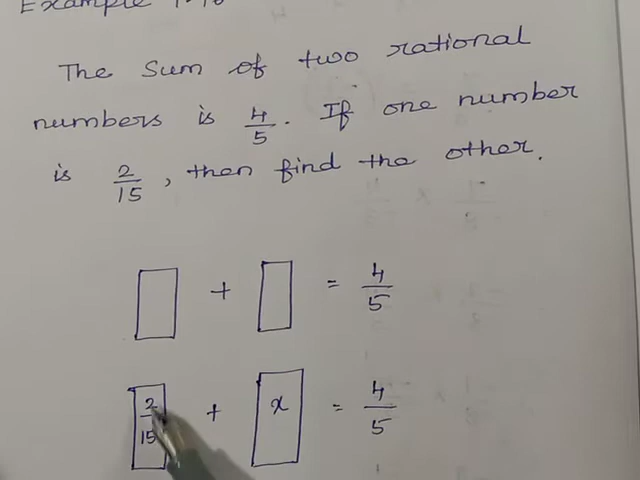 Example
The sum of two rational
numbers is 4/5. If one number
is 2/15, then find the other.
+ = 4/5
2/15 + x = 4/5